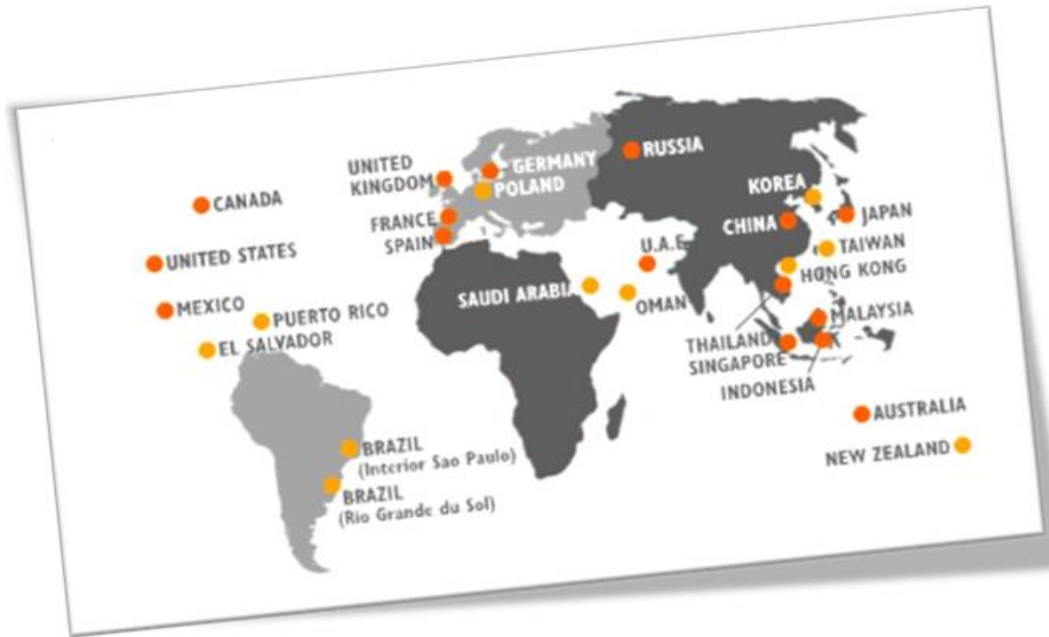 CANADA
UNITED STATES
MEXICO
PUERTO RICO
EL SALVADOR
BRAZIL
(Interior Sao Paulo)
BRAZIL
(Rio Grande du Sol)
UNITED
KINGDOM
GERMANY
POLAND
FRANCE
SPAIN
RUSSIA
KOREA
CHINA
JAPAN
TAIWAN
HONG KONG
U.A.E
SAUDI ARABIA
OMAN
MALAYSIA
THAILAND
SINGAPORE
INDONESIA
AUSTRALIA
NEW ZEALAND